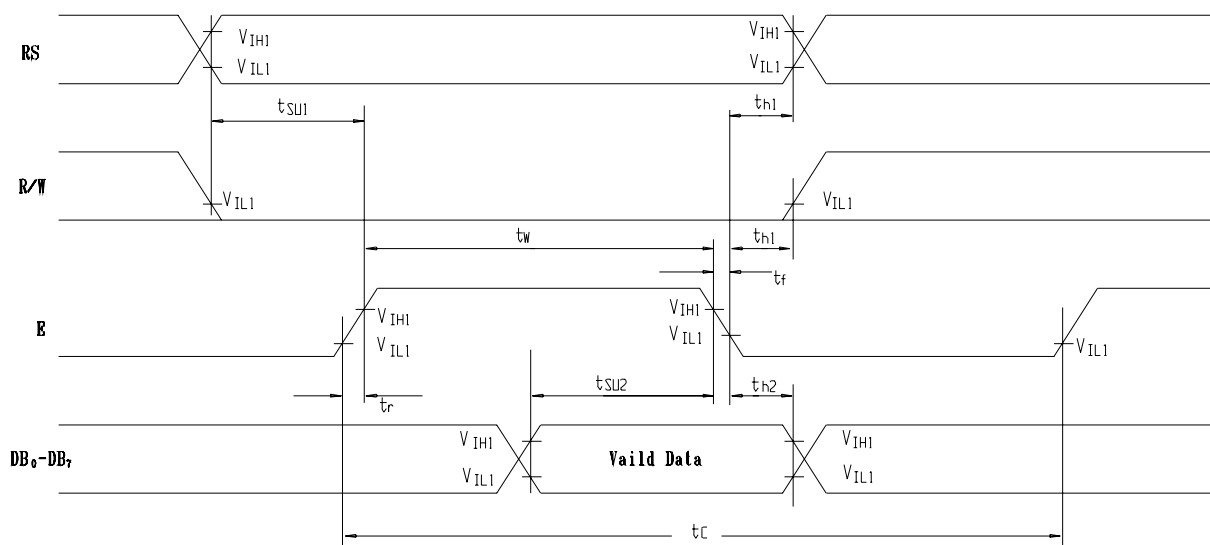 RS
VIH1
VIL1
VIH1
VIL1
tSU1
th1
R/W
VIL1
VIL1
tW
th1
tf
E
VIH1
VIL1
VIH1
VIL1
VIL1
tr
tSU2
th2
DB0-DB7
VIH1
VIL1
Vaild Data
VIH1
VIL1
tC